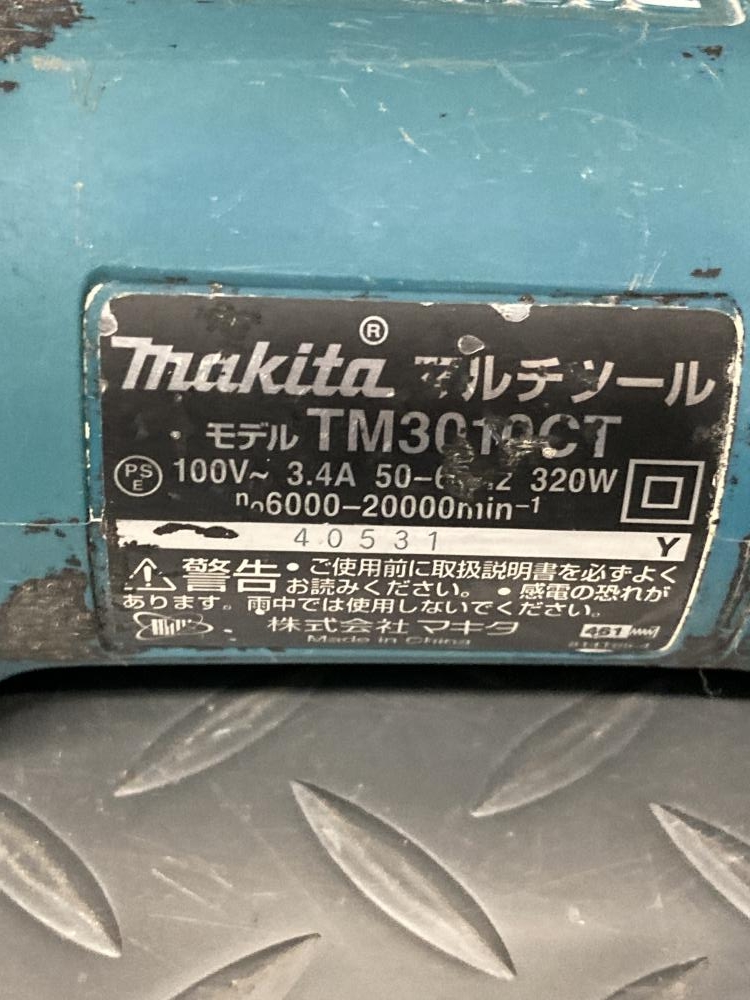 makita® マルチツール
モデル TM3010CT
PS E 100V~ 3.4A 50-60Hz 320W
n₀6000-20000min⁻¹
40531 Y
⚠警告 • ご使用前に取扱説明書を必ずよく
お読みください。 • 感電の恐れが
あります。雨中では使用しないでください。
株式会社 マキタ
Made in China
451